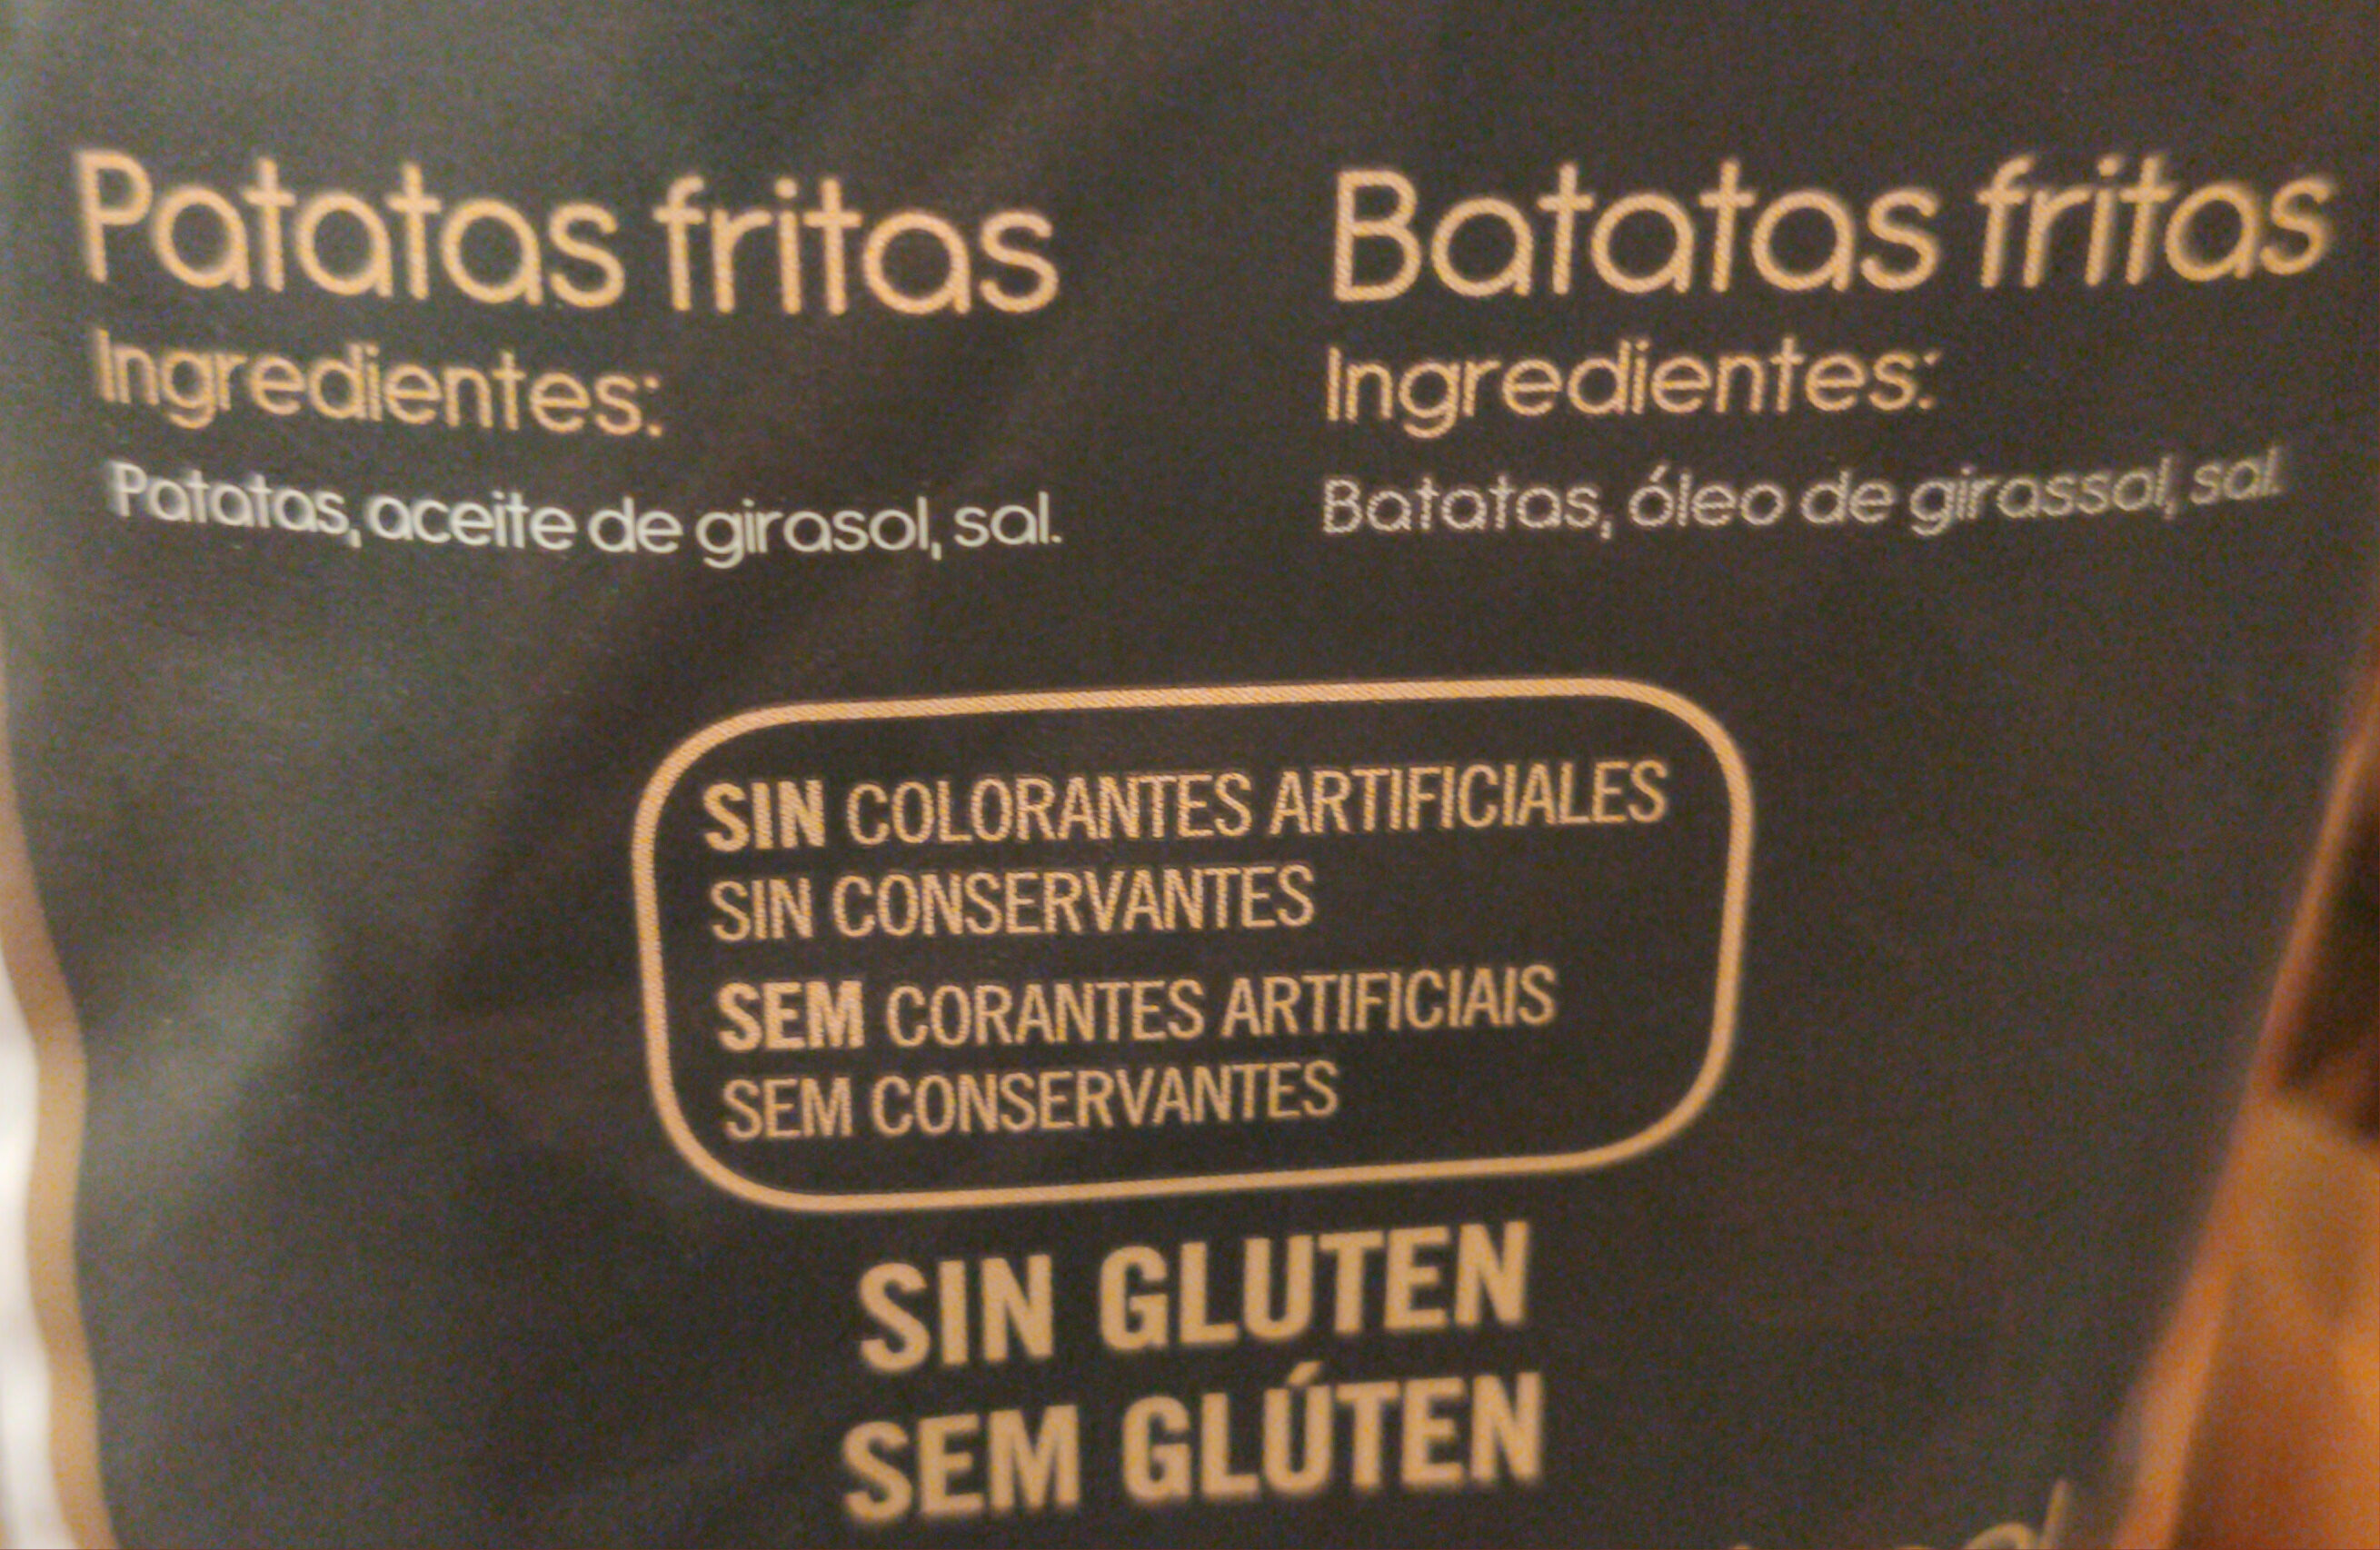 Patatas fritas
Ingredientes:
Patatas, aceite de girasol, sal.
Batatas fritas
Ingredientes:
Batatas, óleo de girassol, sal.
SIN COLORANTES ARTIFICIALES
SIN CONSERVANTES
SEM CORANTES ARTIFICIAIS
SEM CONSERVANTES
SIN GLUTEN
SEM GLÚTEN